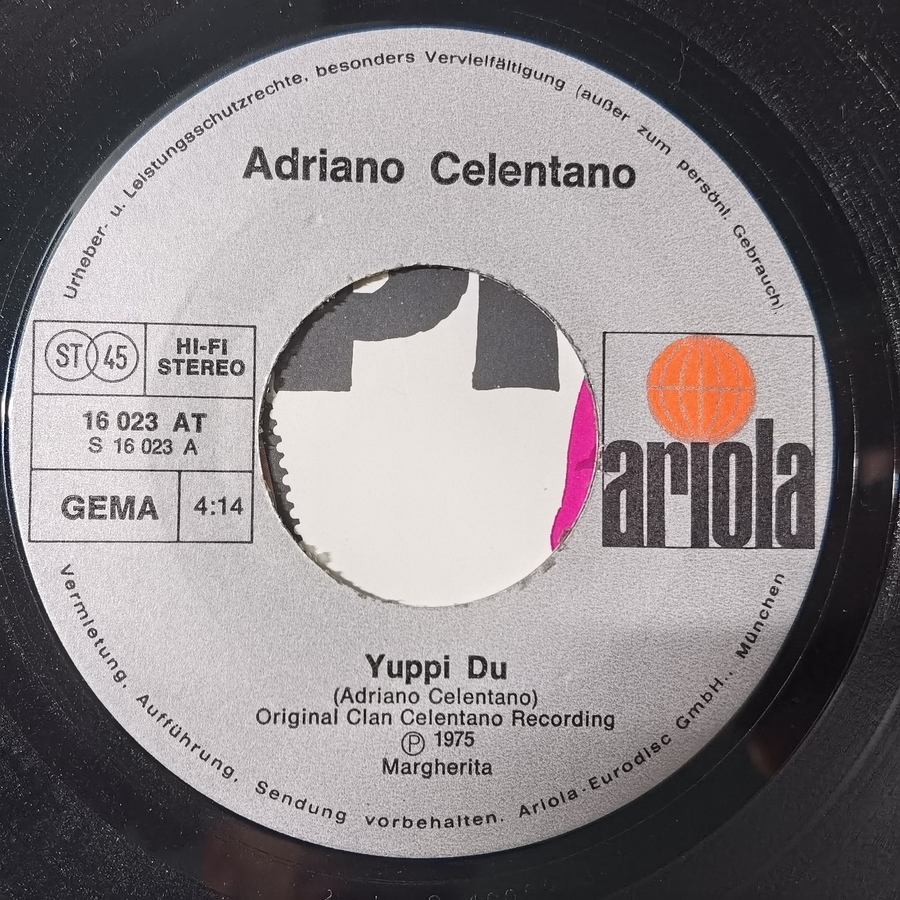 Urheber- u. Leistungsschutzrechte, besonders Vervielfältigung (außer zum persönl. Gebrauch),
Adriano Celentano
ST 45
HI-FI
STEREO
16 023 AT
S 16 023 A
GEMA
4:14
ariola
Yuppi Du
(Adriano Celentano)
Original Clan Celentano Recording
℗ 1975
Margherita
Vermietung, Aufführung, Sendung vorbehalten. Ariola-Eurodisc GmbH., München